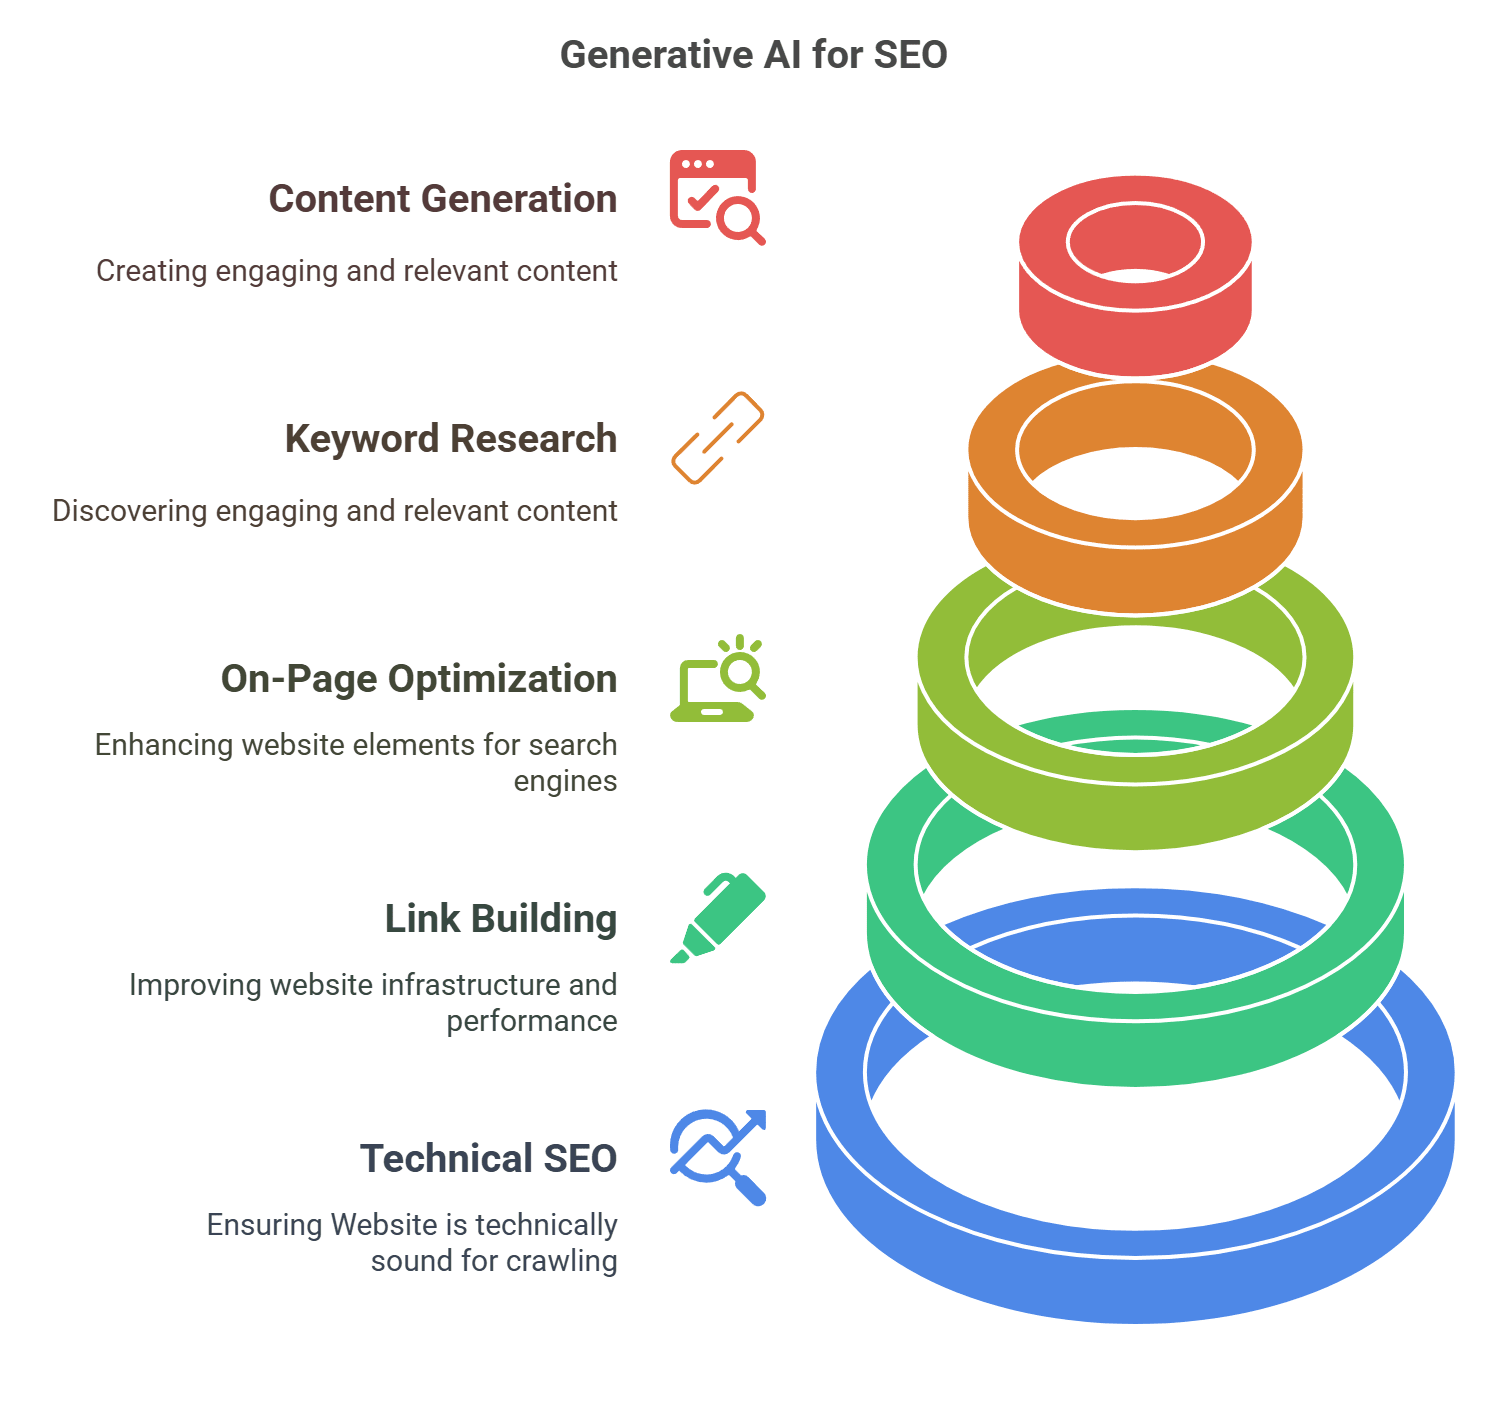 Generative AI for SEO
Content Generation
Creating engaging and relevant content
Keyword Research
Discovering engaging and relevant content
On-Page Optimization
Enhancing website elements for search
engines
Link Building
Improving website infrastructure and
performance
Technical SEO
Ensuring Website is technically
sound for crawling